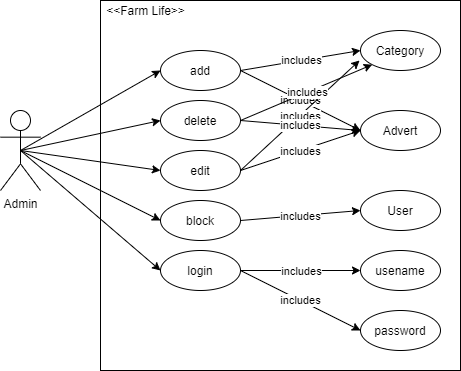 <<Farm Life>>
Category
includes
add
includes
includes
delete
includes
includes
Advert
includes
edit
Admin
User
block
includes
login
includes
usename
includes
password